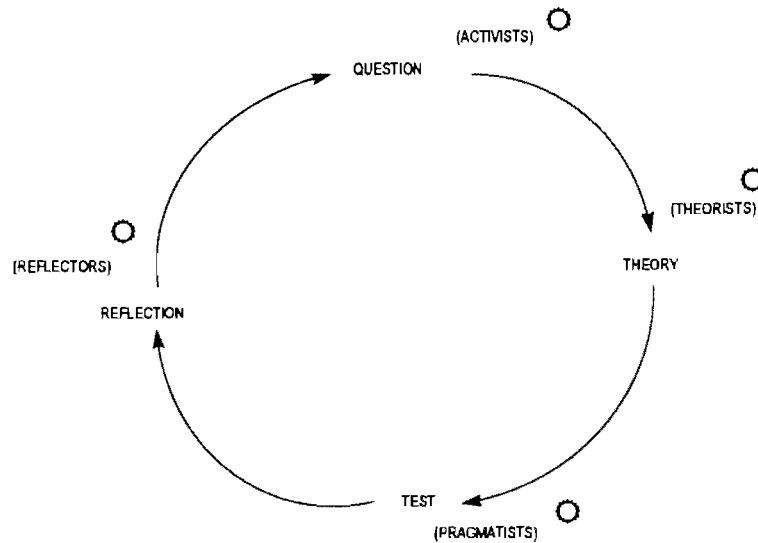 (ACTIVISTS)
QUESTION
(THEORISTS)
THEORY
(REFLECTORS)
REFLECTION
TEST
(PRAGMATISTS)